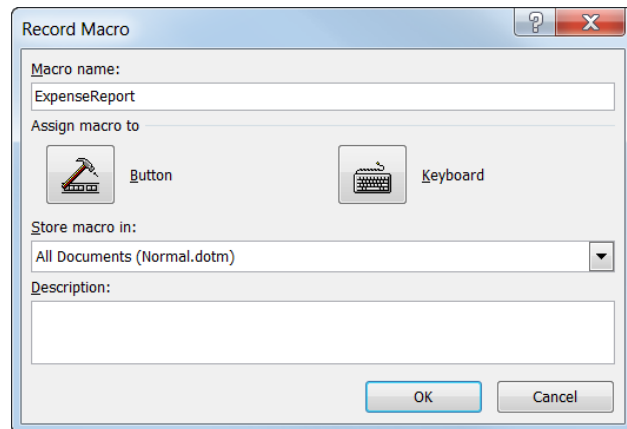 Record Macro
Macro name:
ExpenseReport
Assign macro to
Button Keyboard
Store macro in:
All Documents (Normal.dotm)
Description:
OK Cancel